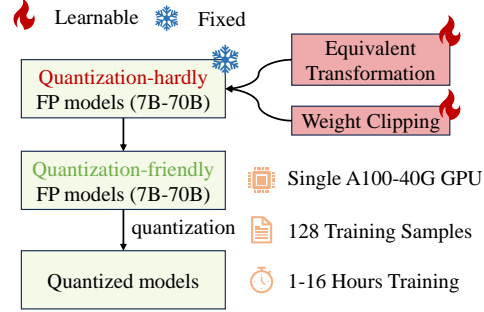 Learnable
Fixed
Quantization-hardly
FP models (7B-70B)
Equivalent
Transformation
Weight Clipping
Quantization-friendly
FP models (7B-70B)
quantization
Quantized models
Single A100-40G GPU
128 Training Samples
1-16 Hours Training